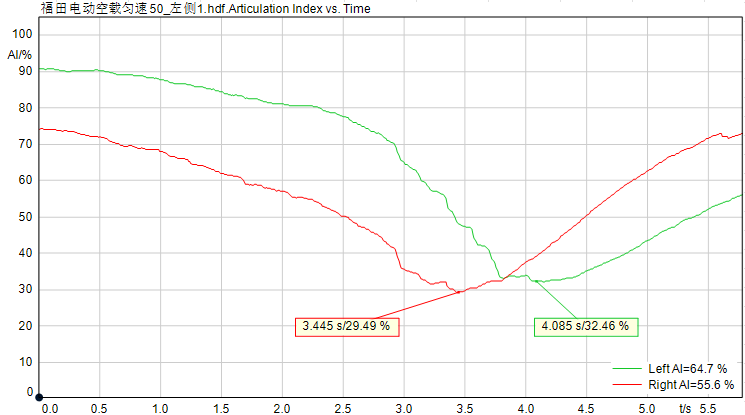 福田电动空载匀速50_左侧1.hdf.Articulation Index vs. Time
100
AI/%
90
80
70
60
50
40
30
20
10
0
3.445 s/29.49 %
4.085 s/32.46 %
Left AI=64.7 %
Right AI=55.6 %
0.0 0.5 1.0 1.5 2.0 2.5 3.0 3.5 4.0 4.5 5.0 t/s 5.5